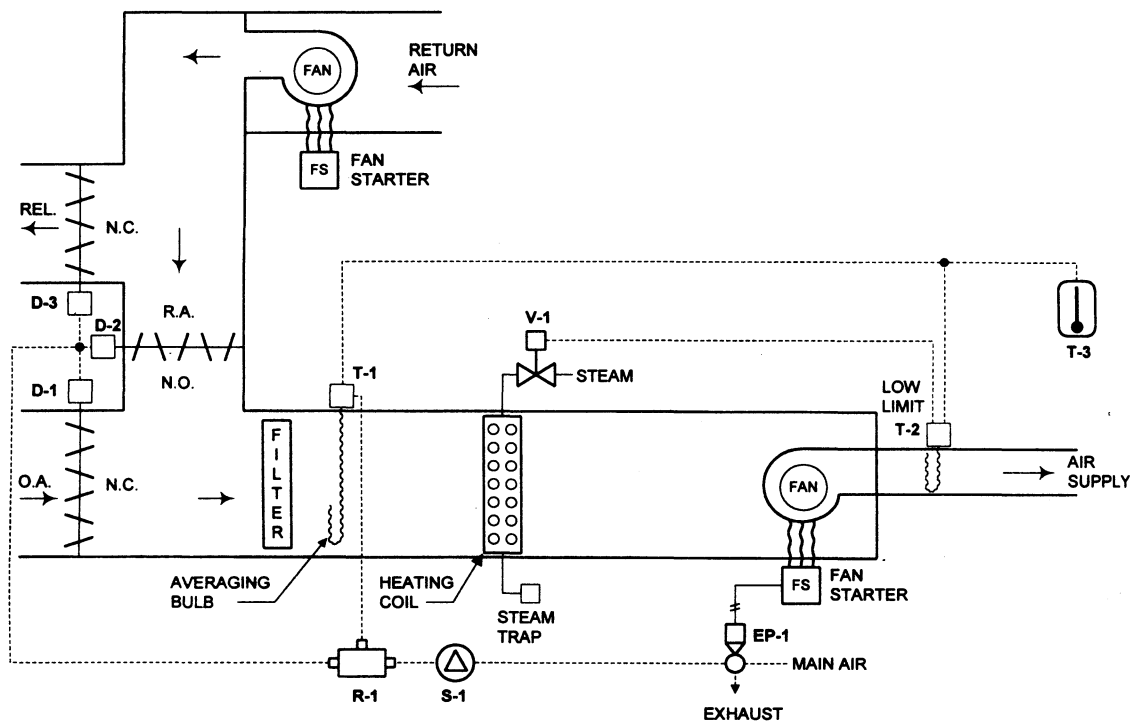 FAN
RETURN
AIR
FS
FAN
STARTER
REL.
N.C.
D-3
D-2
R.A.
N.O.
D-1
V-1
STEAM
T-3
T-1
LOW
LIMIT
T-2
FILTER
O.A.
N.C.
FAN
AIR
SUPPLY
AVERAGING
BULB
HEATING
COIL
STEAM
TRAP
FS
FAN
STARTER
EP-1
MAIN AIR
R-1
S-1
EXHAUST